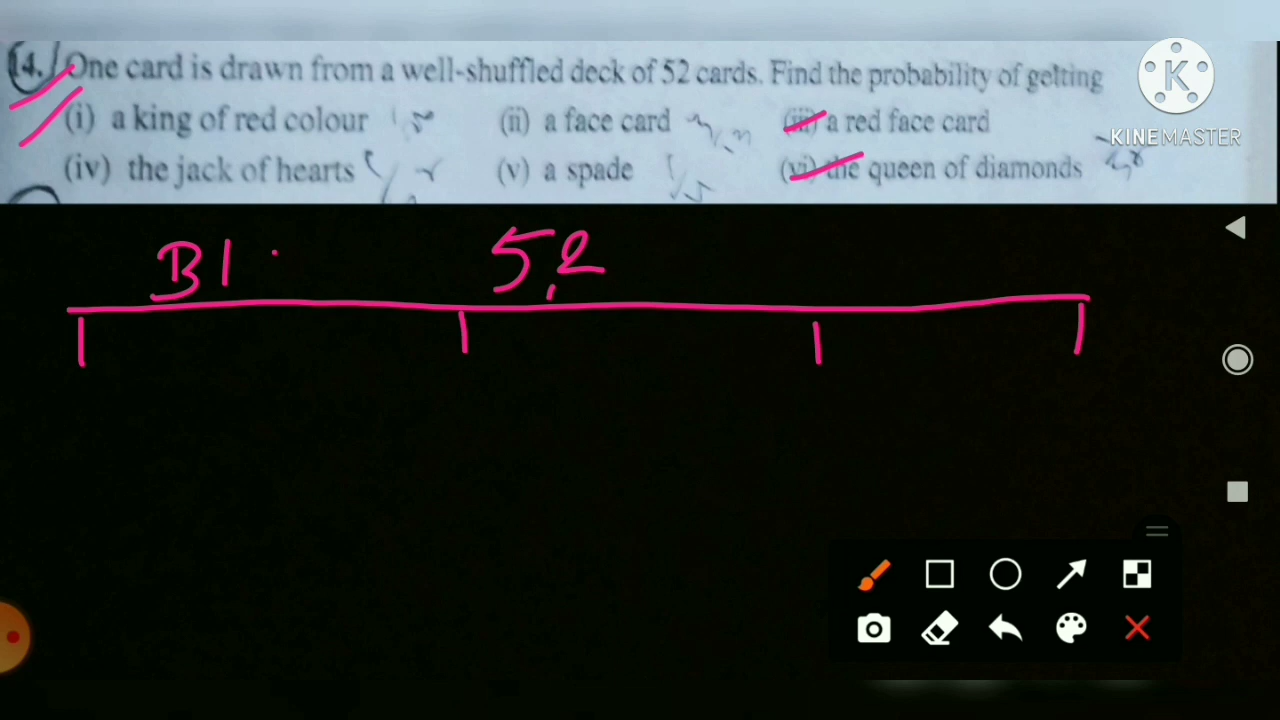 14. One card is drawn from a well-shuffled deck of 52 cards. Find the probability of getting
(i) a king of red colour (ii) a face card (iii) a red face card
(iv) the jack of hearts (v) a spade (vi) the queen of diamonds
KINEMASTER
B1 52